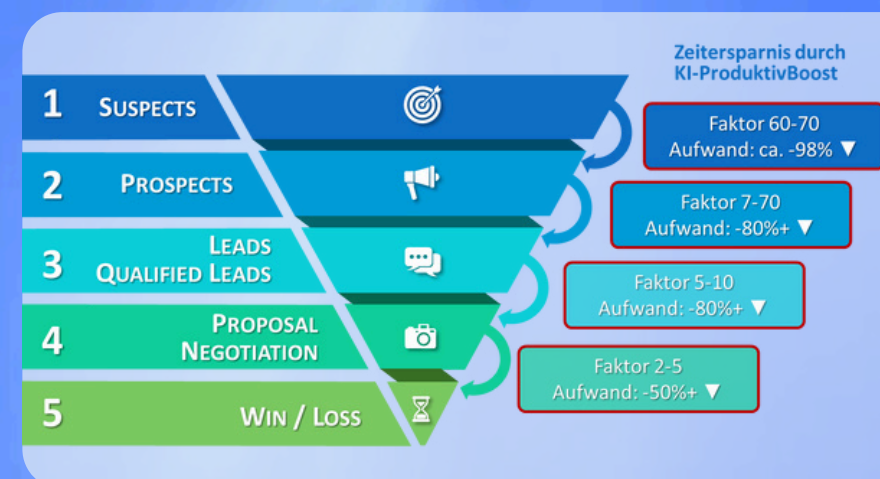 Zeitersparnis durch
KI-ProduktivBoost
1 SUSPECTS
Faktor 60-70
Aufwand: ca. -98% ▼
2 PROSPECTS
Faktor 7-70
Aufwand: -80%+ ▼
3 LEADS
QUALIFIED LEADS
Faktor 5-10
Aufwand: -80%+ ▼
4 PROPOSAL
NEGOTIATION
Faktor 2-5
Aufwand: -50%+ ▼
5 WIN / LOSS